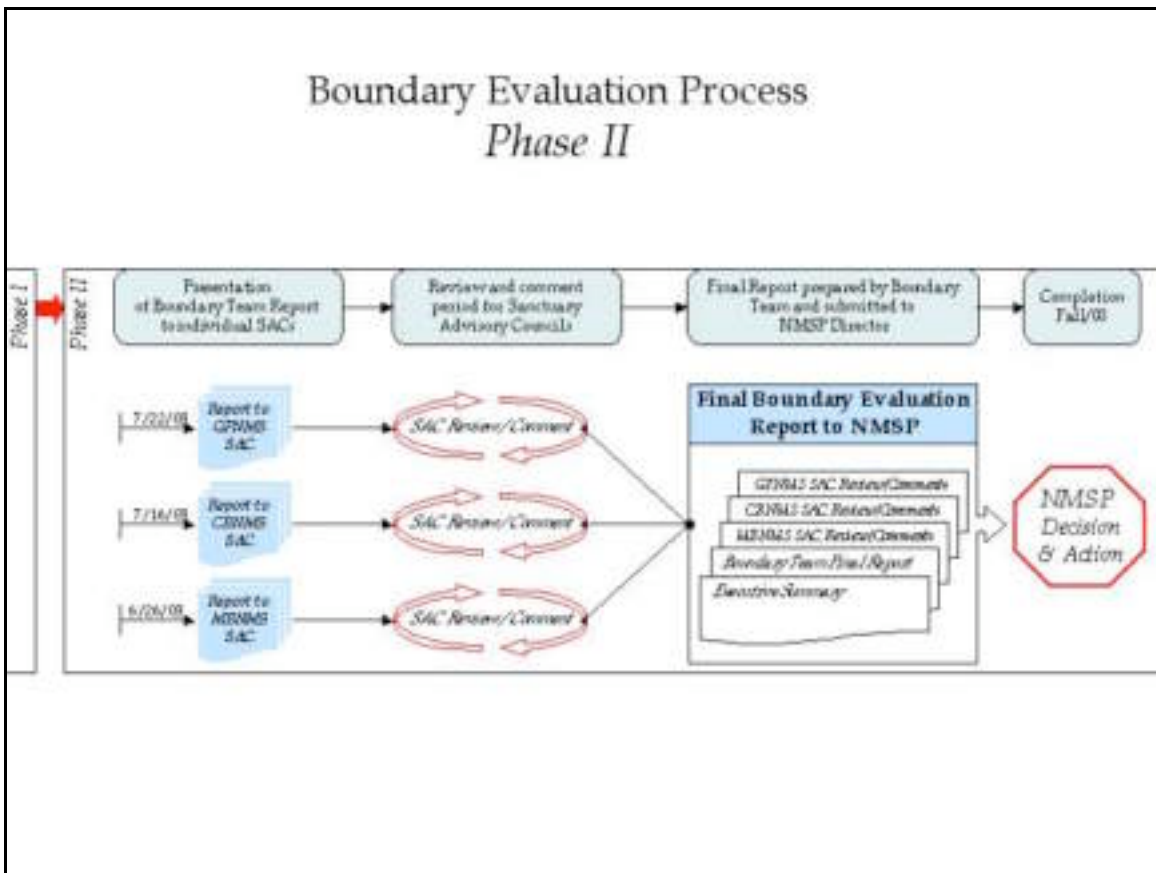 Boundary Evaluation Process
Phase II
Phase I
Phase II
Presentation
of Boundary Team Report
to individual SACs
Review and comment
period for Sanctuary
Advisory Councils
Final Report prepared by Boundary
Team and submitted to
NMSP Director
Completion
Fall/03
7/22/03
Report to
GFNMS
SAC
SAC Review/Comment
7/16/03
Report to
CBNMS
SAC
SAC Review/Comment
6/26/03
Report to
MBNMS
SAC
SAC Review/Comment
Final Boundary Evaluation
Report to NMSP
GFNMS SAC Review/Comments
CBNMS SAC Review/Comments
MBNMS SAC Review/Comments
Boundary Team Final Report
Executive Summary
NMSP
Decision
& Action